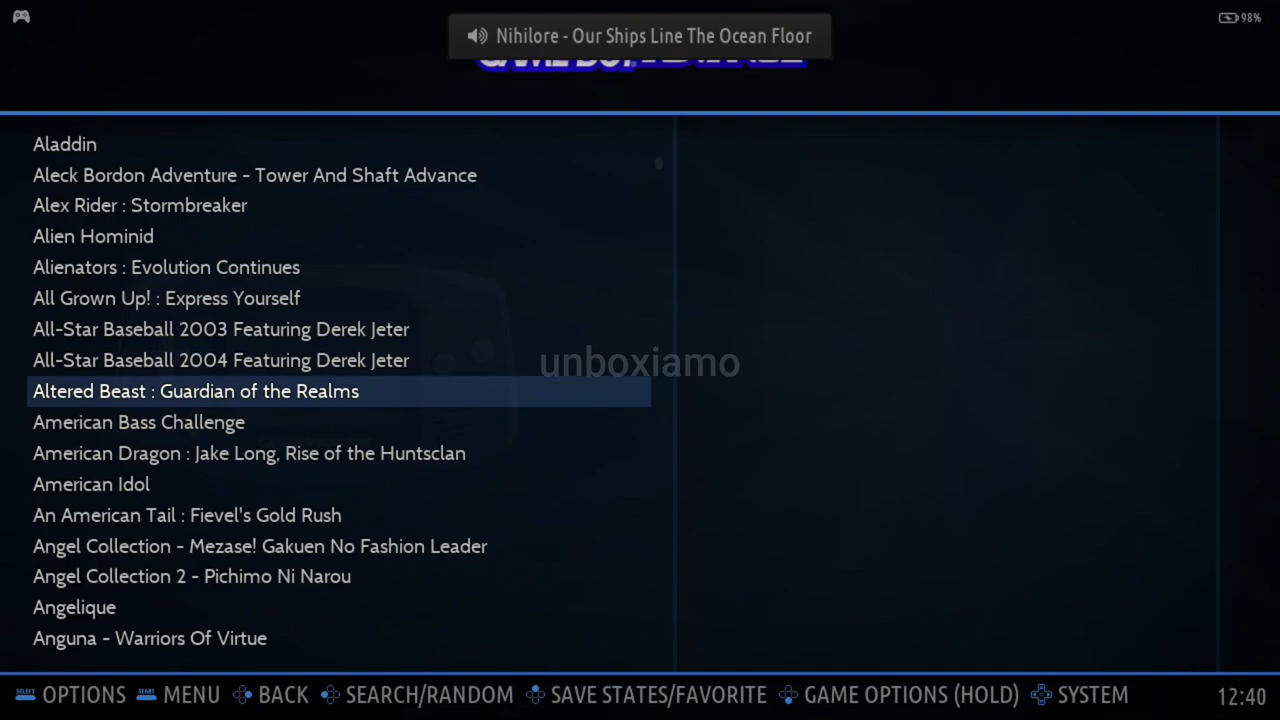 Nihilore - Our Ships Line The Ocean Floor
98%
GAME BOY ADVANCE
Aladdin
Aleck Bordon Adventure - Tower And Shaft Advance
Alex Rider : Stormbreaker
Alien Hominid
Alienators : Evolution Continues
All Grown Up! : Express Yourself
All-Star Baseball 2003 Featuring Derek Jeter
All-Star Baseball 2004 Featuring Derek Jeter
unboxiamo
Altered Beast : Guardian of the Realms
American Bass Challenge
American Dragon : Jake Long, Rise of the Huntsclan
American Idol
An American Tail : Fievel's Gold Rush
Angel Collection - Mezase! Gakuen No Fashion Leader
Angel Collection 2 - Pichimo Ni Narou
Angelique
Anguna - Warriors Of Virtue
SELECT OPTIONS START MENU BACK SEARCH/RANDOM SAVE STATES/FAVORITE GAME OPTIONS (HOLD) SYSTEM 12:40